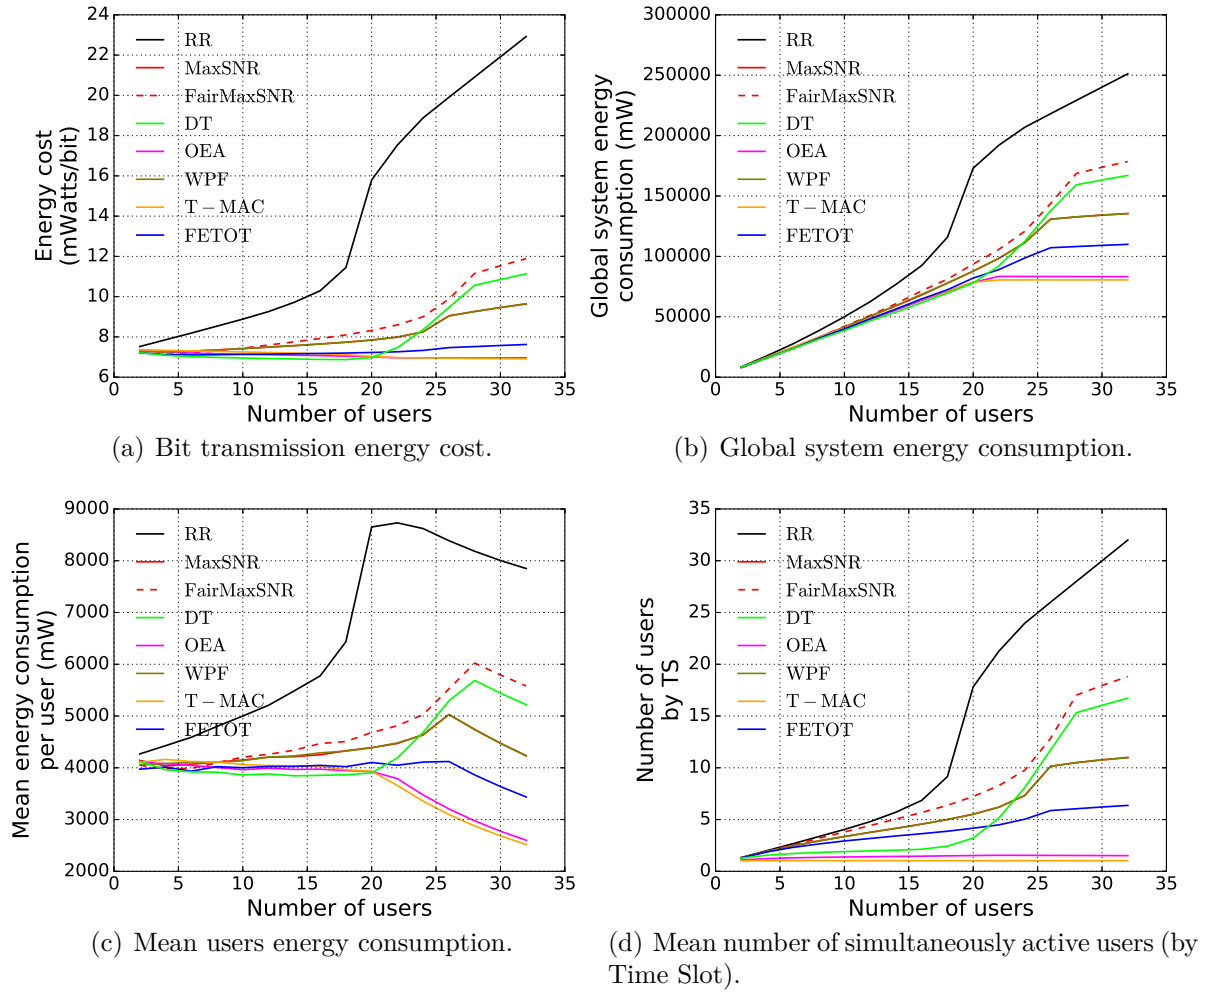 24
22
20
18
16
14
12
10
8
6
0
5
10
15
20
25
30
35
Energy cost
(mWatts/bit)
Number of users
RR
MaxSNR
FairMaxSNR
DT
OEA
WPF
T − MAC
FETOT
(a) Bit transmission energy cost.
300000
250000
200000
150000
100000
50000
0
0
5
10
15
20
25
30
35
Global system energy
consumption (mW)
Number of users
RR
MaxSNR
FairMaxSNR
DT
OEA
WPF
T − MAC
FETOT
(b) Global system energy consumption.
9000
8000
7000
6000
5000
4000
3000
2000
0
5
10
15
20
25
30
35
Mean energy consumption
per user (mW)
Number of users
RR
MaxSNR
FairMaxSNR
DT
OEA
WPF
T − MAC
FETOT
(c) Mean users energy consumption.
35
30
25
20
15
10
5
0
0
5
10
15
20
25
30
35
Number of users
by TS
Number of users
RR
MaxSNR
FairMaxSNR
DT
OEA
WPF
T − MAC
FETOT
(d) Mean number of simultaneously active users (by
Time Slot).